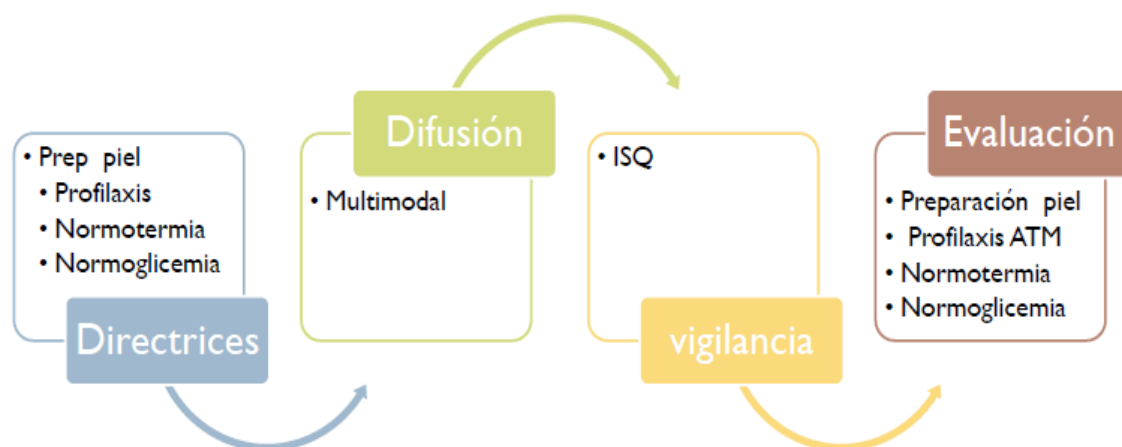 • Prep piel
• Profilaxis
• Normotermia
• Normoglicemia
Directrices
Difusión
• Multimodal
• ISQ
vigilancia
Evaluación
• Preparación piel
• Profilaxis ATM
• Normotermia
• Normoglicemia